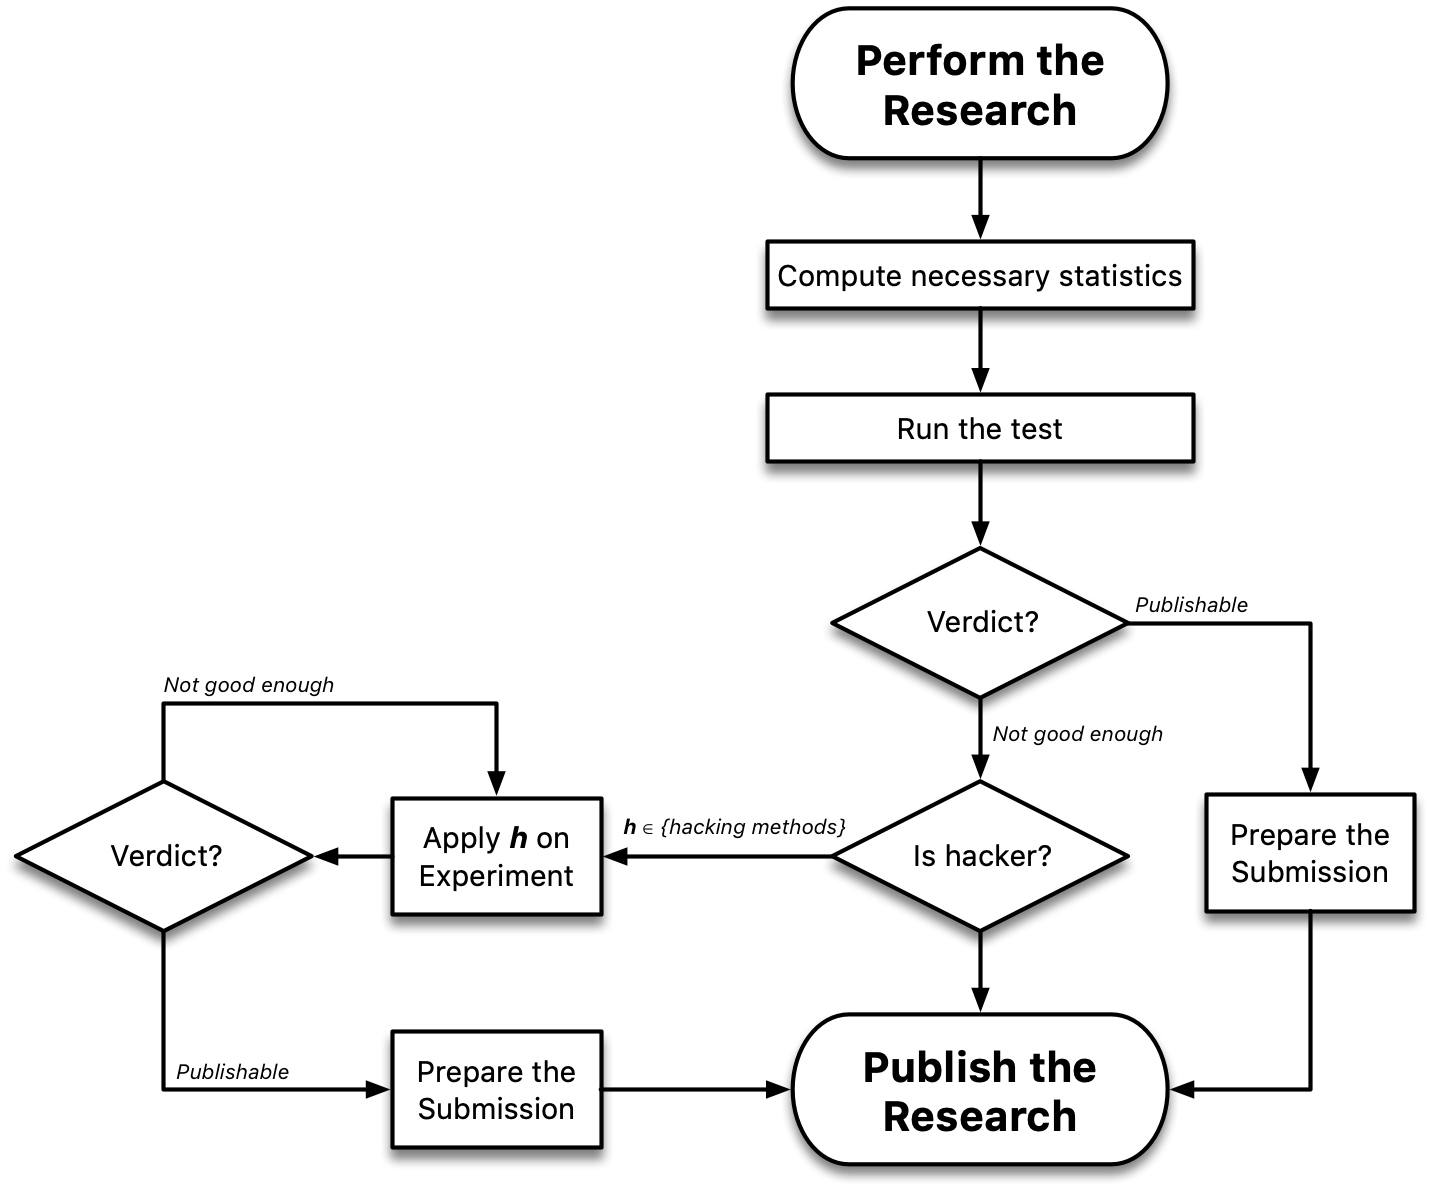 Perform the
Research
Compute necessary statistics
Run the test
Verdict?
Publishable
Not good enough
Not good enough
Verdict?
Apply h on
Experiment
h ∈ {hacking methods}
Is hacker?
Prepare the
Submission
Publishable
Prepare the
Submission
Publish the
Research